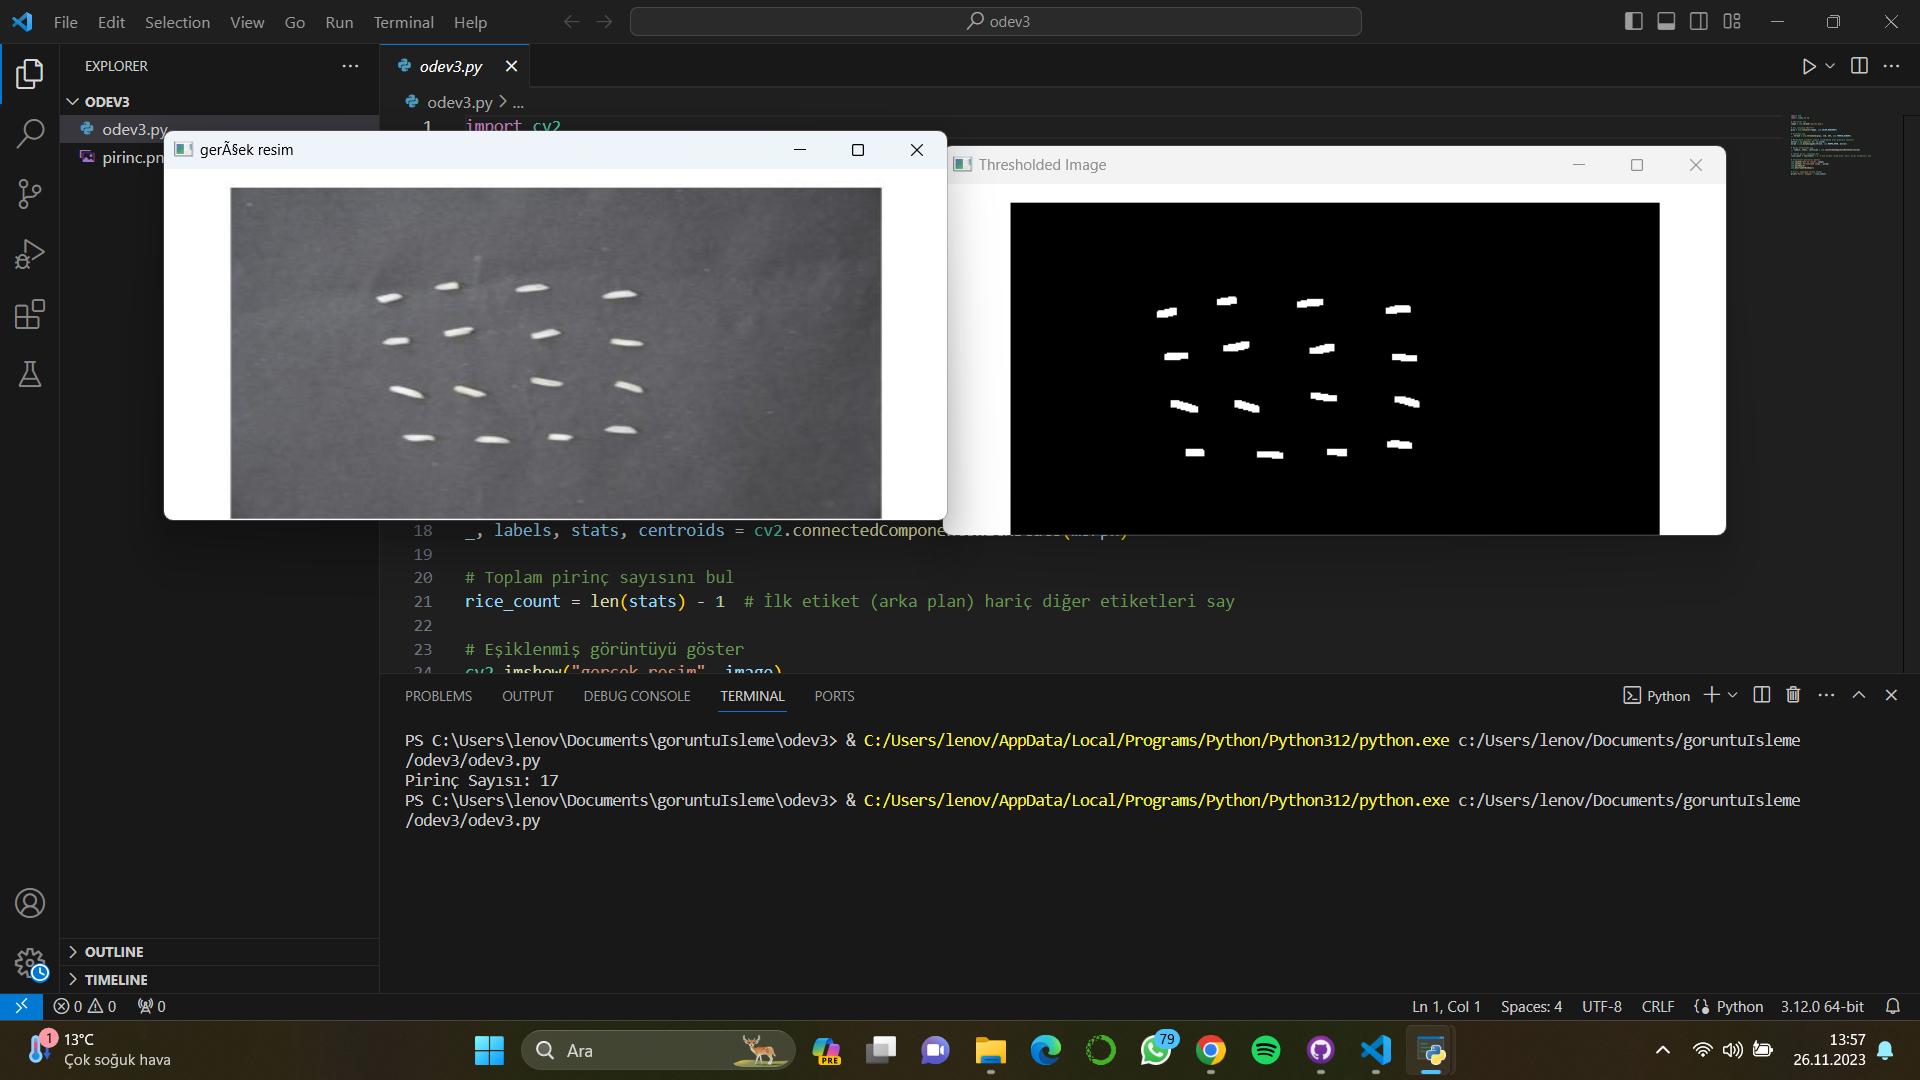 File Edit Selection View Go Run Terminal Help
odev3
EXPLORER
ODEV3
odev3.py
pirinc.pn
odev3.py
odev3.py > ...
1 import cv2
gerÃ§ek resim
Thresholded Image
18 _, labels, stats, centroids = cv2.connectedComponen
19
20 # Toplam pirinç sayısını bul
21 rice_count = len(stats) - 1 # İlk etiket (arka plan) hariç diğer etiketleri say
22
23 # Eşiklenmiş görüntüyü göster
24 cv2.imshow("gerçek resim", image)
PROBLEMS OUTPUT DEBUG CONSOLE TERMINAL PORTS
Python
PS C:\Users\lenov\Documents\goruntuIsleme\odev3> & C:/Users/lenov/AppData/Local/Programs/Python/Python312/python.exe c:/Users/lenov/Documents/goruntuIsleme
/odev3/odev3.py
Pirinç Sayısı: 17
PS C:\Users\lenov\Documents\goruntuIsleme\odev3> & C:/Users/lenov/AppData/Local/Programs/Python/Python312/python.exe c:/Users/lenov/Documents/goruntuIsleme
/odev3/odev3.py
OUTLINE
TIMELINE
0 0 0
Ln 1, Col 1 Spaces: 4 UTF-8 CRLF Python 3.12.0 64-bit
1
13°C
Çok soğuk hava
Ara
PRE
79
13:57
26.11.2023